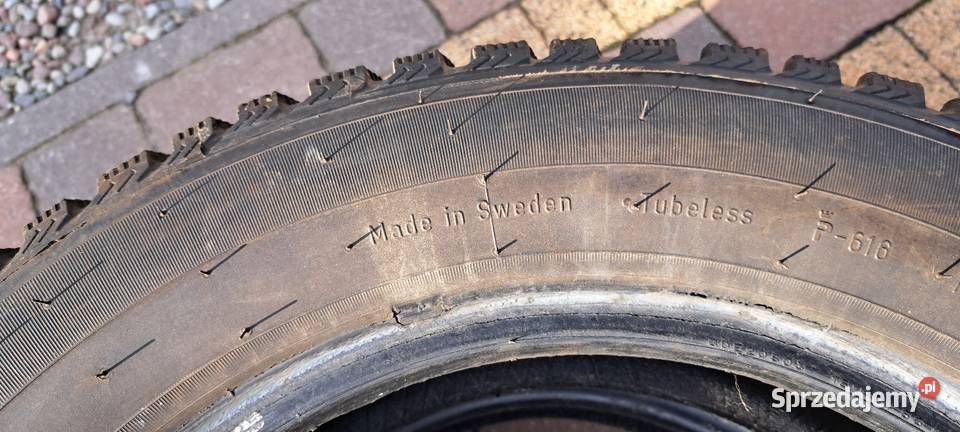 Made in Sweden Tubeless P-616
Sprzedajemy .pl